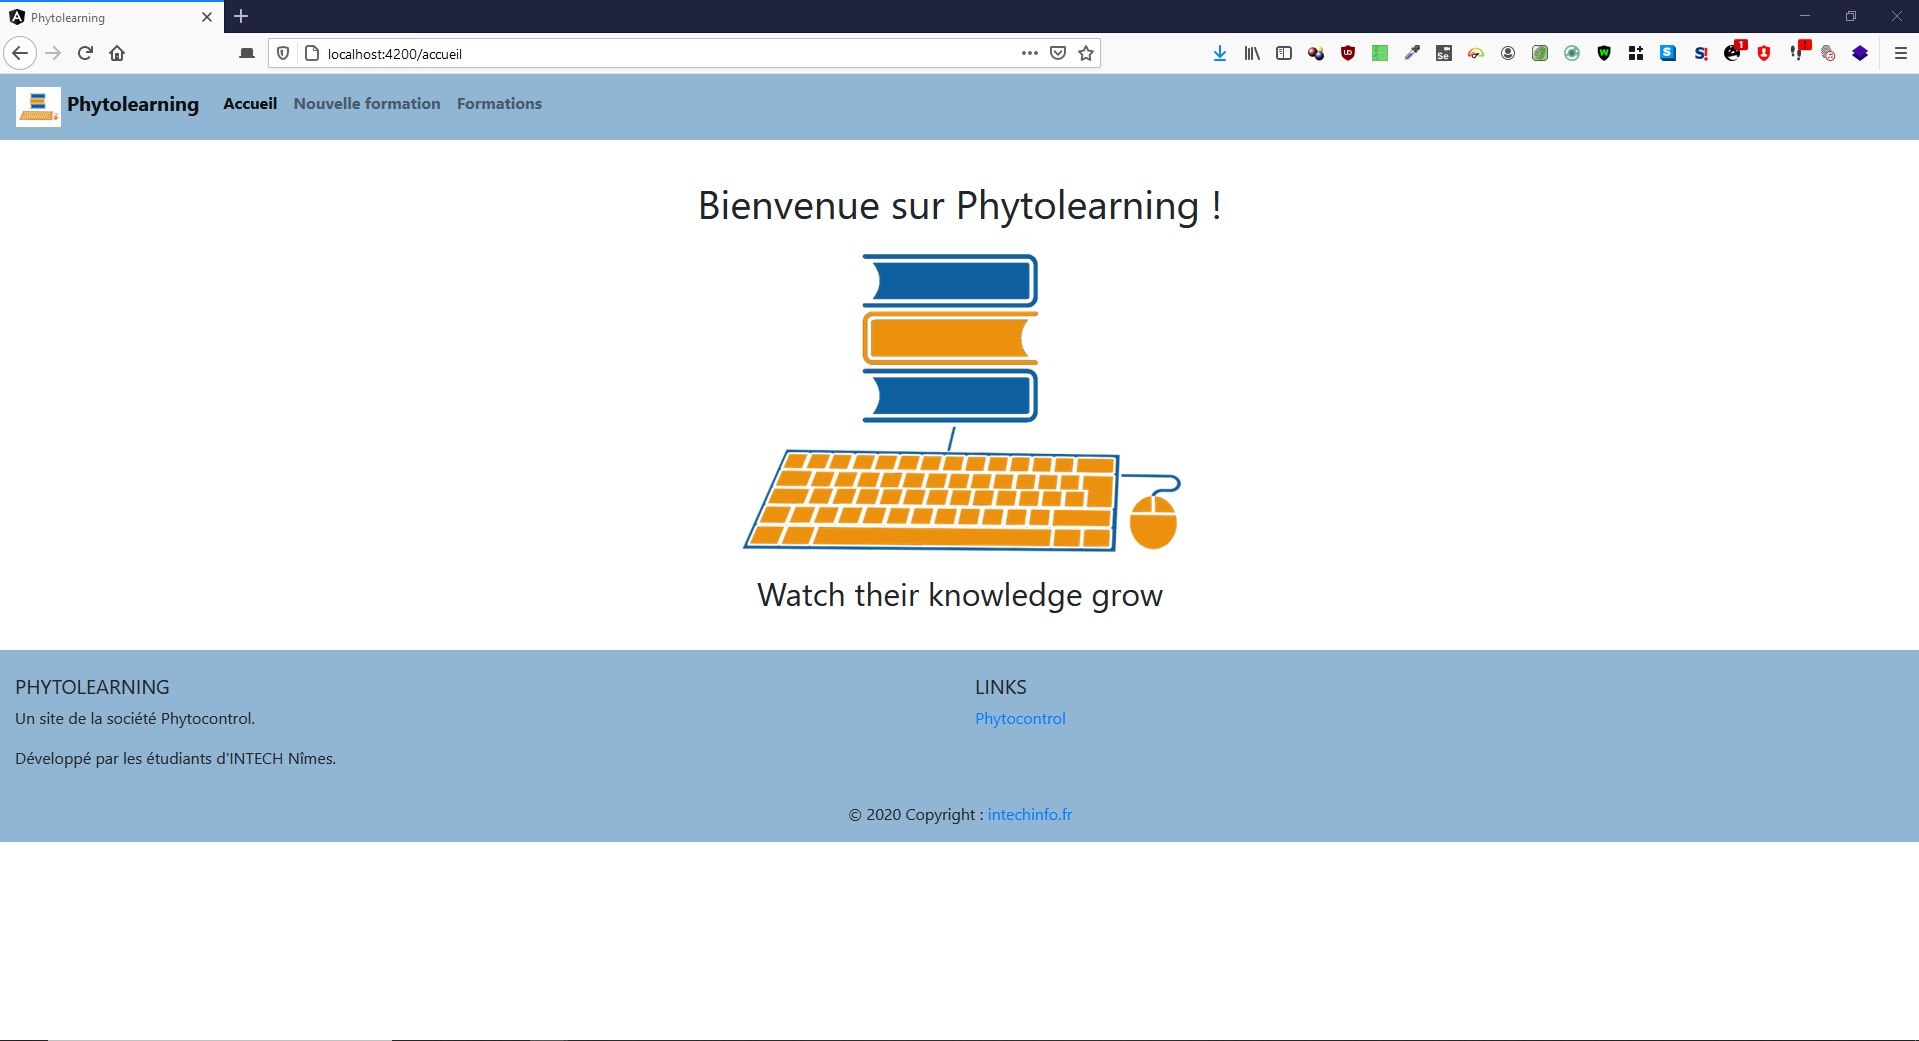 Phytolearning
localhost:4200/accueil
Phytolearning Accueil Nouvelle formation Formations
Bienvenue sur Phytolearning !
Watch their knowledge grow
PHYTOLEARNING
Un site de la société Phytocontrol.
Développé par les étudiants d'INTECH Nîmes.
LINKS
Phytocontrol
© 2020 Copyright : intechinfo.fr